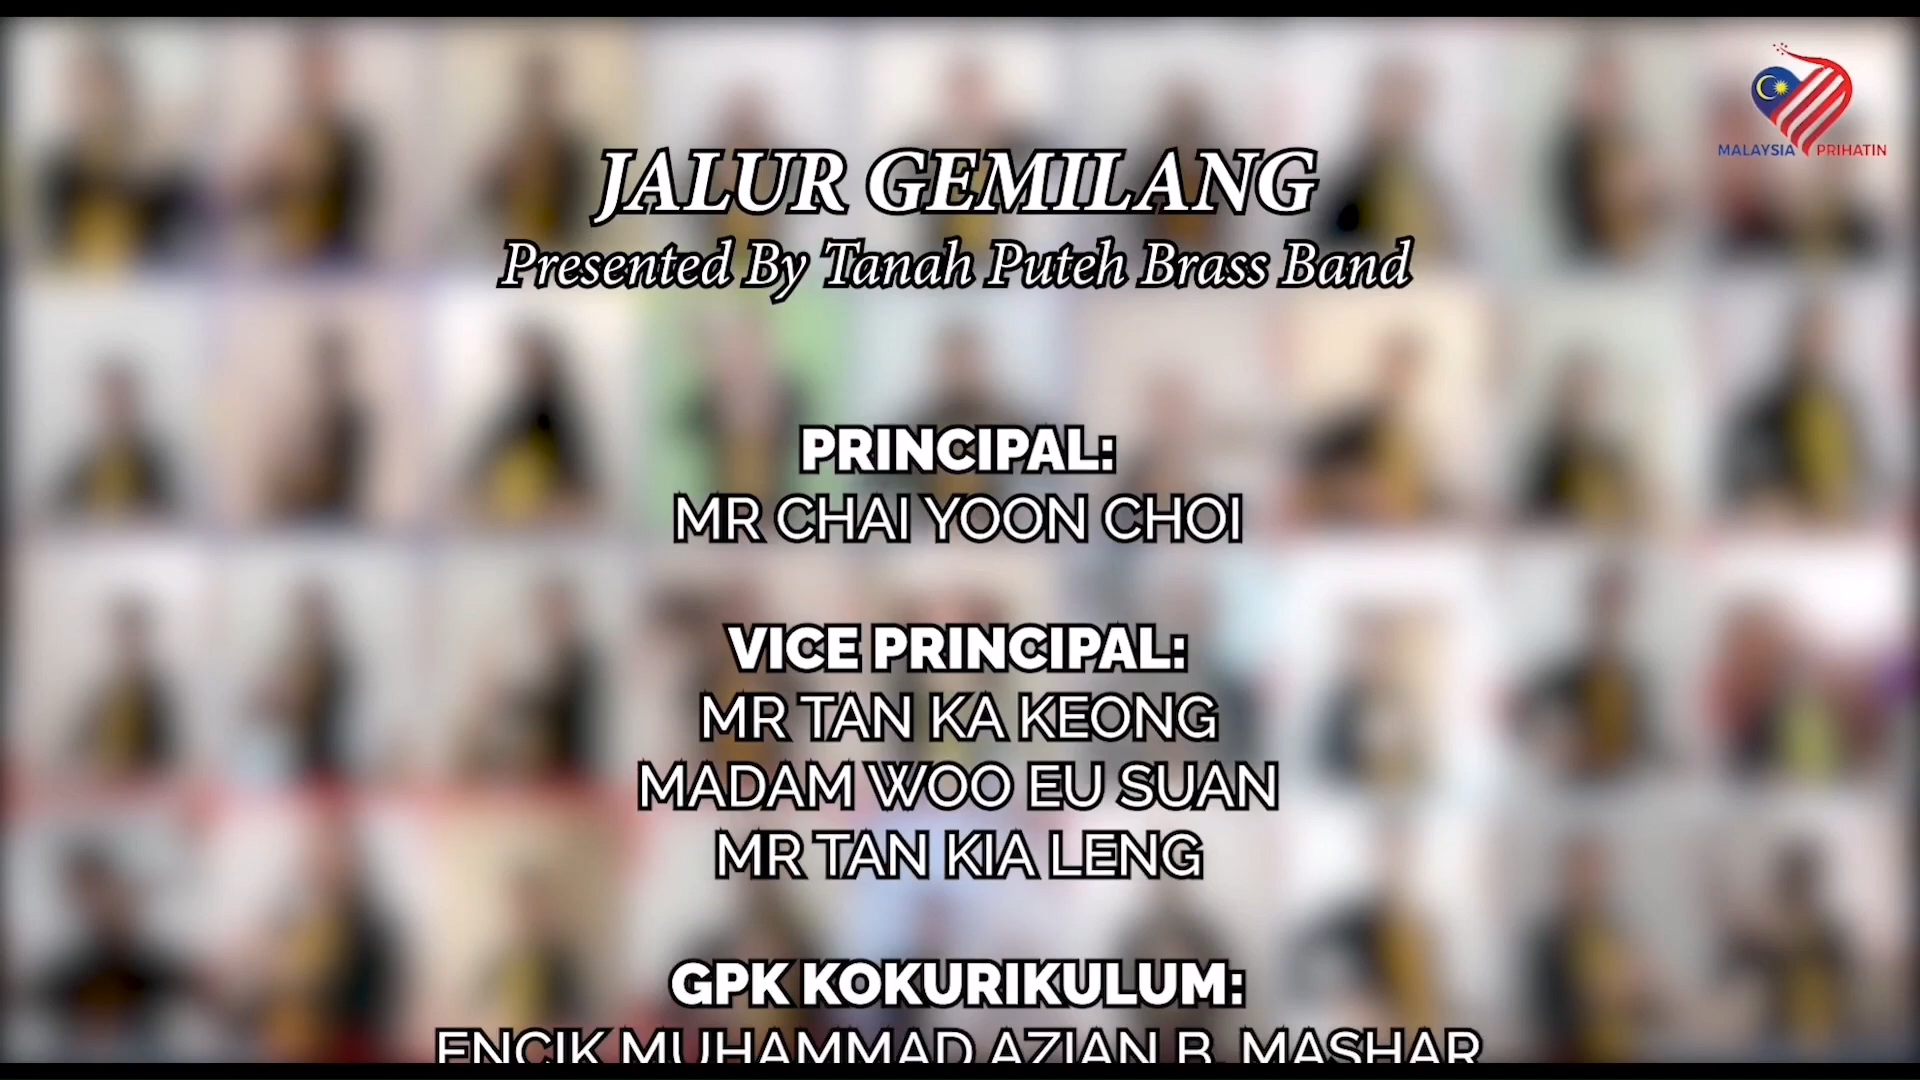 MALAYSIA PRIHATIN
JALUR GEMILANG
Presented By Tanah Puteh Brass Band
PRINCIPAL:
MR CHAI YOON CHOI
VICE PRINCIPAL:
MR TAN KA KEONG
MADAM WOO EU SUAN
MR TAN KIA LENG
GPK KOKURIKULUM:
ENCIK MUHAMMAD AZIAN B. MASHAR